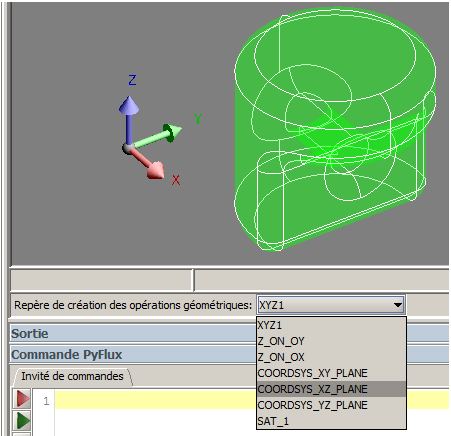 Z
Y
X
Repère de création des opérations géométriques: XYZ1
XYZ1
Z_ON_OY
Z_ON_OX
COORDSYS_XY_PLANE
COORDSYS_XZ_PLANE
COORDSYS_YZ_PLANE
SAT_1
Sortie
Commande PyFlux
Invité de commandes
1